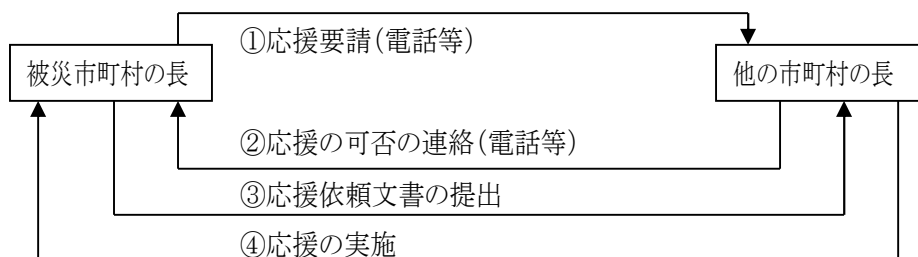 ①応援要請(電話等)
被災市町村の長
他の市町村の長
②応援の可否の連絡(電話等)
③応援依頼文書の提出
④応援の実施